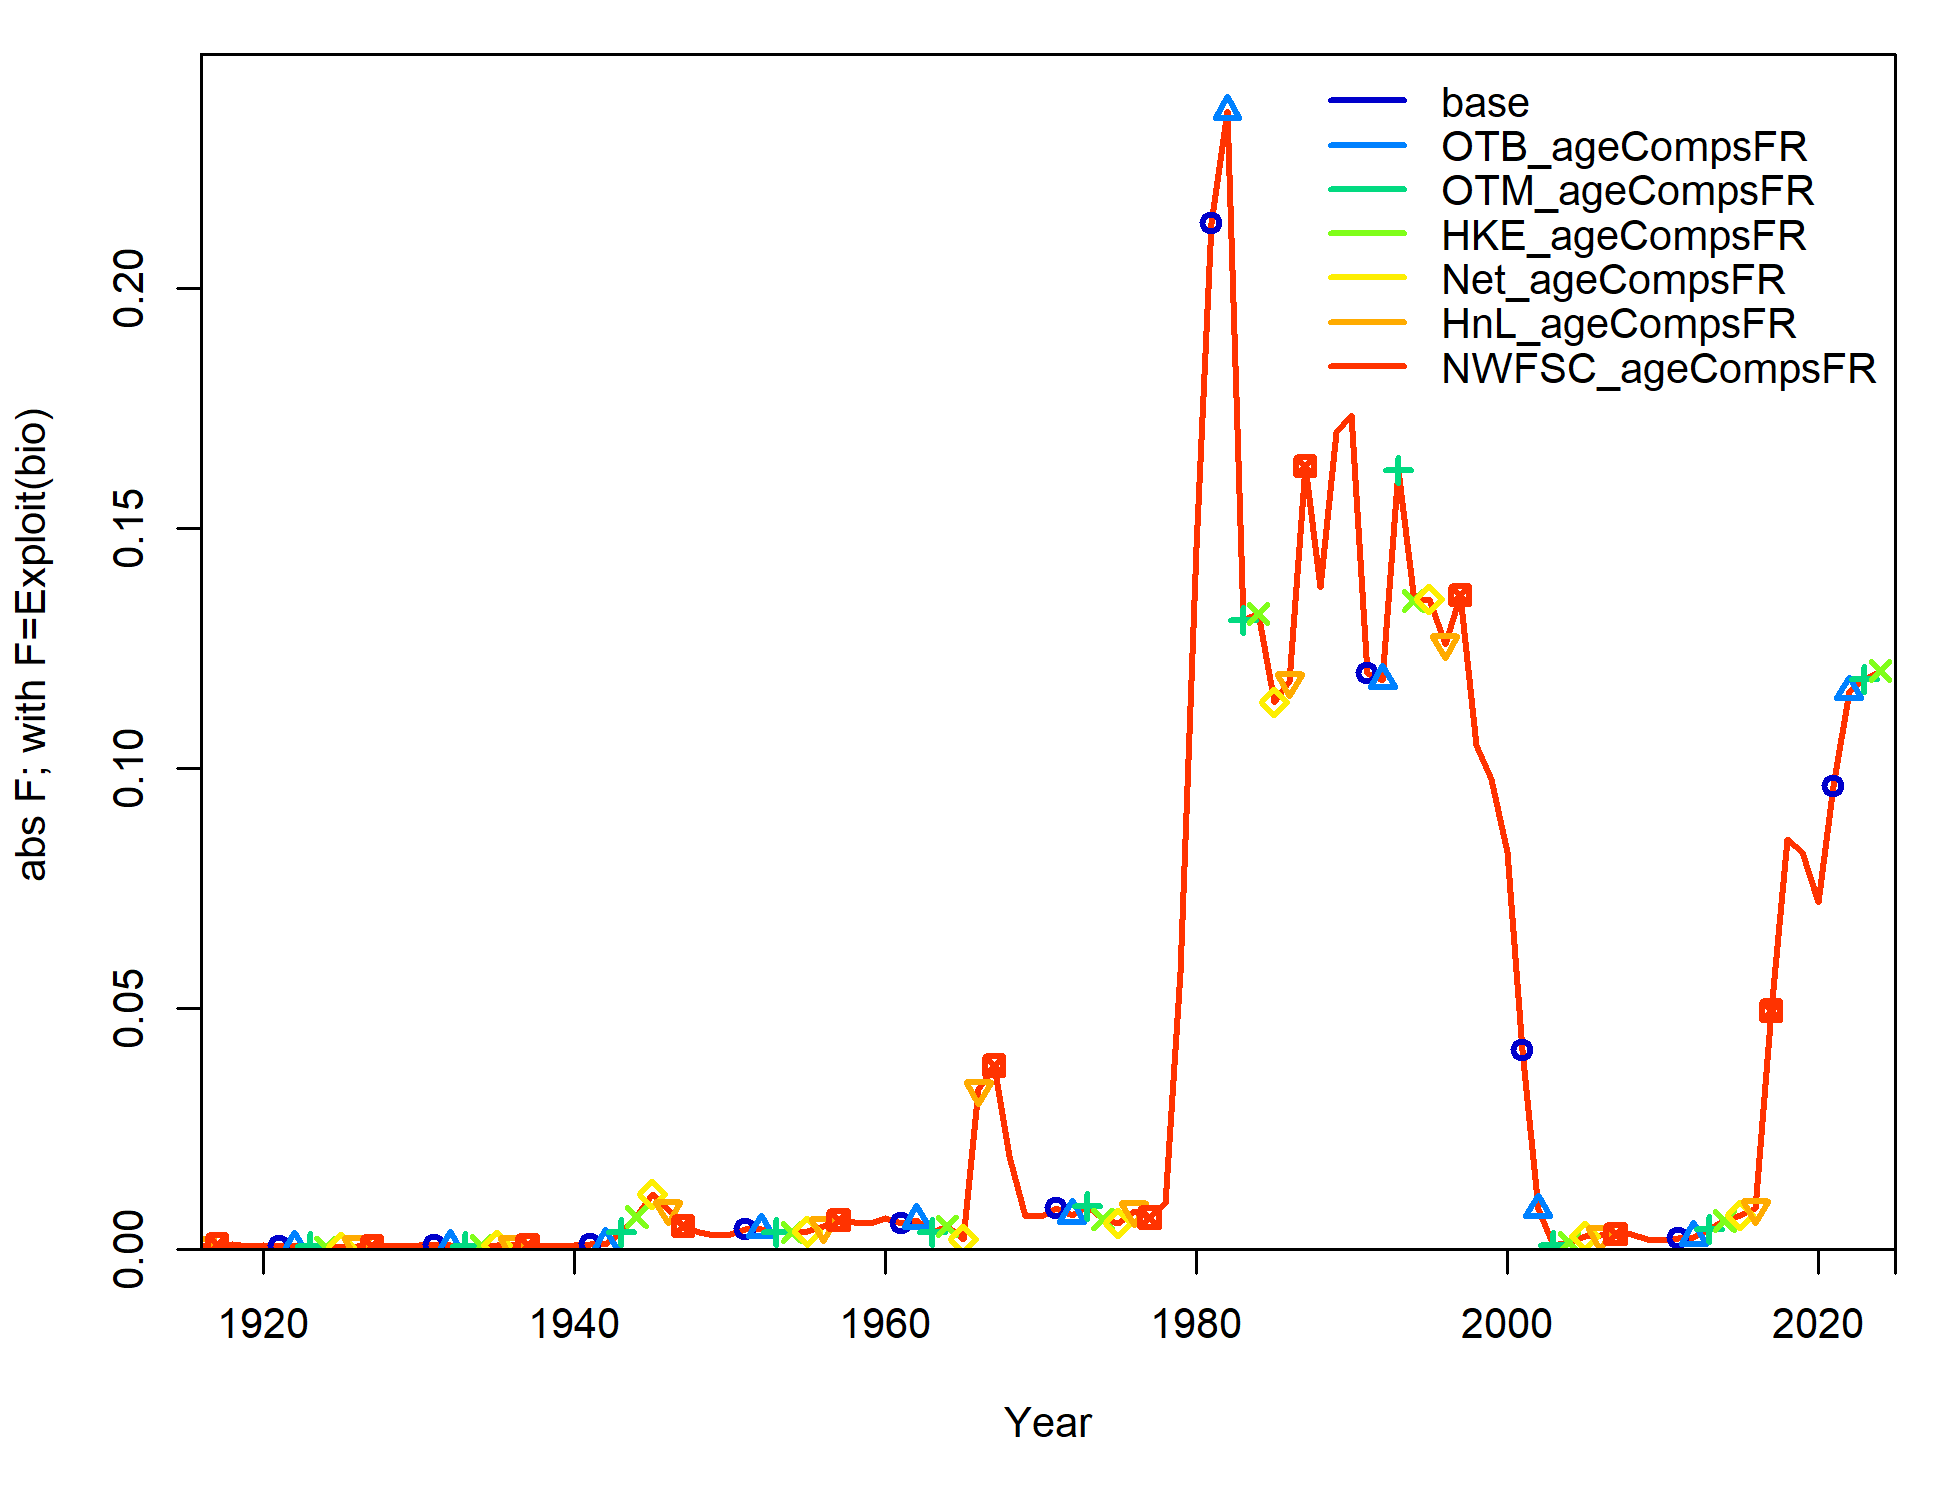 base
OTB_ageCompsFR
OTM_ageCompsFR
HKE_ageCompsFR
Net_ageCompsFR
HnL_ageCompsFR
NWFSC_ageCompsFR
abs F; with F=Exploit(bio)
0.20
0.15
0.10
0.05
0.00
1920 1940 1960 1980 2000 2020
Year